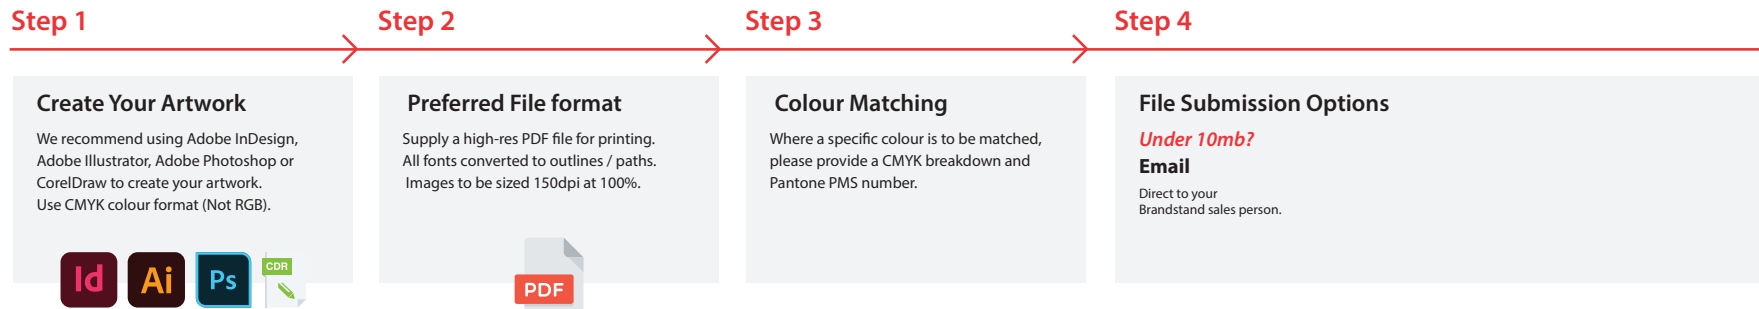 Step 1
Create Your Artwork
We recommend using Adobe InDesign,
Adobe Illustrator, Adobe Photoshop or
CorelDraw to create your artwork.
Use CMYK colour format (Not RGB).
Id
Ai
Ps
CDR
Step 2
Preferred File format
Supply a high-res PDF file for printing.
All fonts converted to outlines / paths.
Images to be sized 150dpi at 100%.
PDF
Step 3
Colour Matching
Where a specific colour is to be matched,
please provide a CMYK breakdown and
Pantone PMS number.
Step 4
File Submission Options
Under 10mb?
Email
Direct to your
Brandstand sales person.